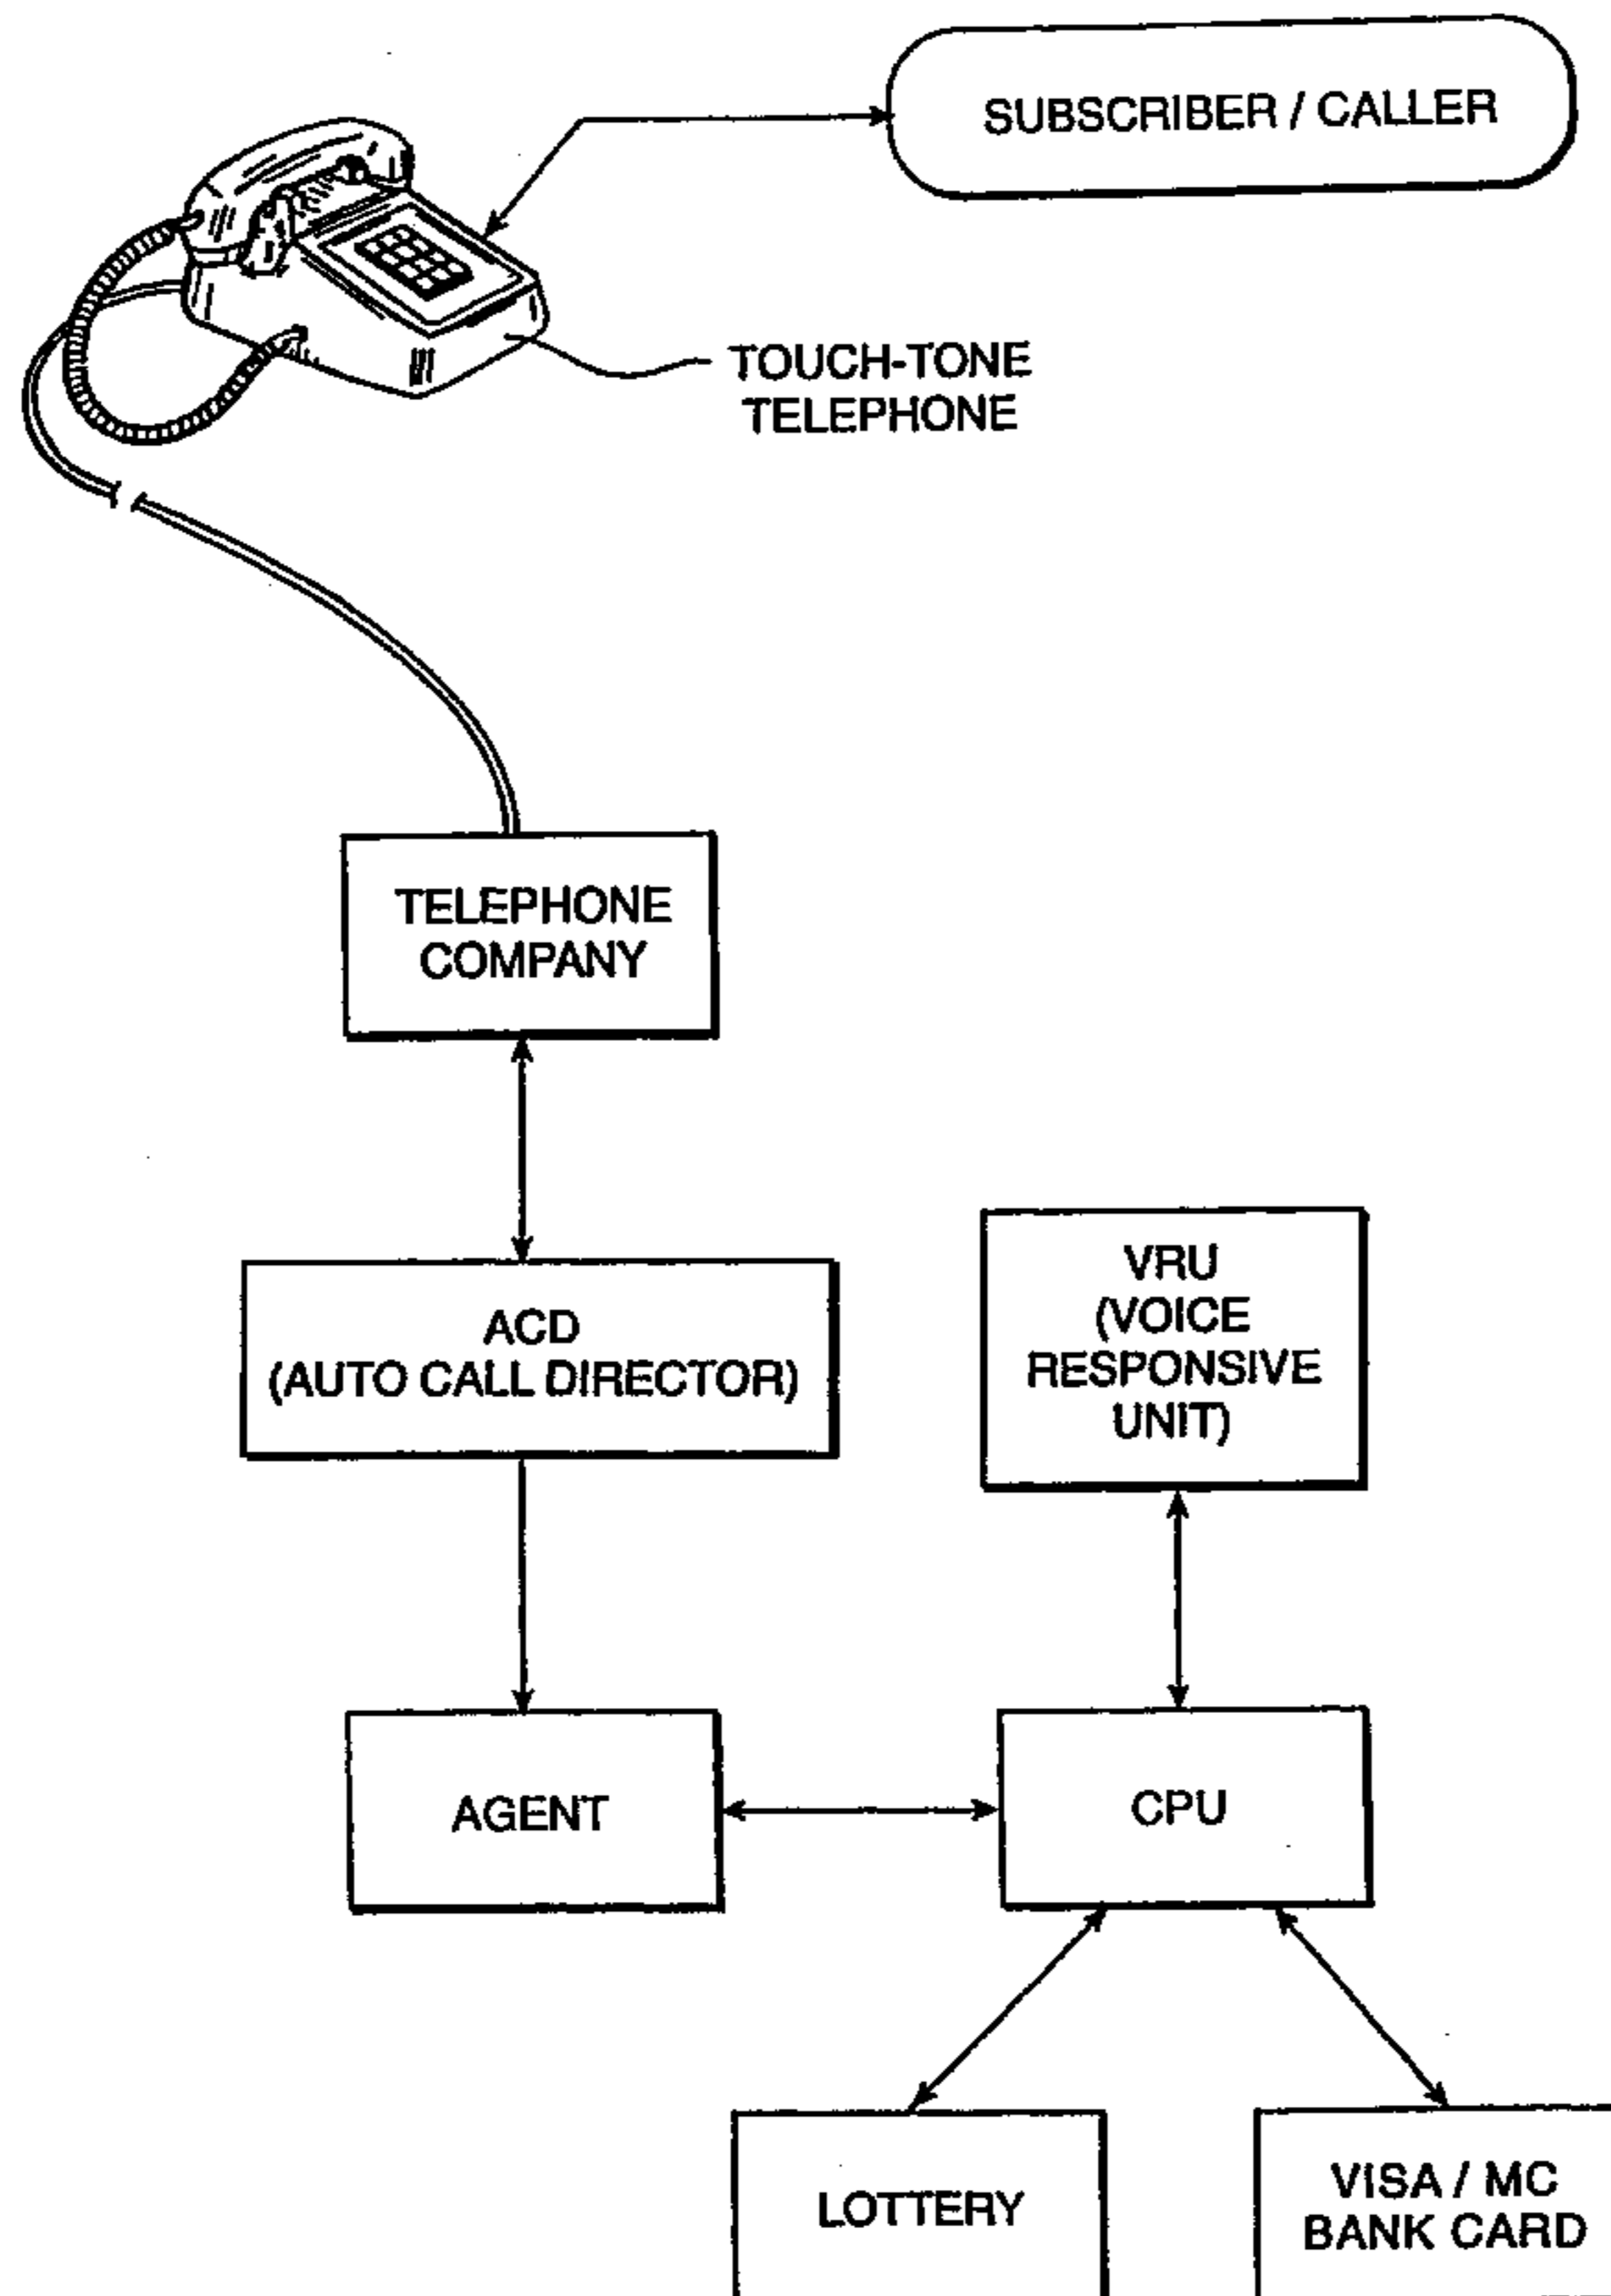 SUBSCRIBER / CALLER
TOUCH-TONE
TELEPHONE
TELEPHONE
COMPANY
ACD
(AUTO CALL DIRECTOR)
VRU
(VOICE
RESPONSIVE
UNIT)
AGENT
CPU
LOTTERY
VISA / MC
BANK CARD